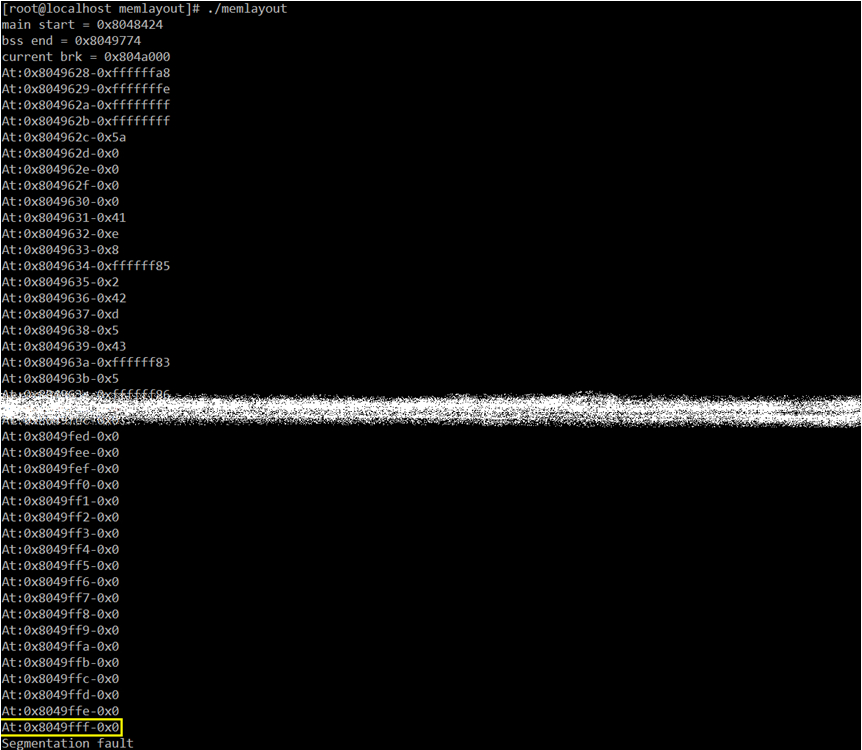 [root@localhost memlayout]# ./memlayout
main start = 0x8048424
bss end = 0x8049774
current brk = 0x804a000
At:0x8049628-0xffffffa8
At:0x8049629-0xfffffffe
At:0x804962a-0xffffffff
At:0x804962b-0xffffffff
At:0x804962c-0x5a
At:0x804962d-0x0
At:0x804962e-0x0
At:0x804962f-0x0
At:0x8049630-0x0
At:0x8049631-0x41
At:0x8049632-0xe
At:0x8049633-0x8
At:0x8049634-0xffffff85
At:0x8049635-0x2
At:0x8049636-0x42
At:0x8049637-0xd
At:0x8049638-0x5
At:0x8049639-0x43
At:0x804963a-0xffffff83
At:0x804963b-0x5
At:0x8049fed-0x0
At:0x8049fee-0x0
At:0x8049fef-0x0
At:0x8049ff0-0x0
At:0x8049ff1-0x0
At:0x8049ff2-0x0
At:0x8049ff3-0x0
At:0x8049ff4-0x0
At:0x8049ff5-0x0
At:0x8049ff6-0x0
At:0x8049ff7-0x0
At:0x8049ff8-0x0
At:0x8049ff9-0x0
At:0x8049ffa-0x0
At:0x8049ffb-0x0
At:0x8049ffc-0x0
At:0x8049ffd-0x0
At:0x8049ffe-0x0
At:0x8049fff-0x0
Segmentation fault